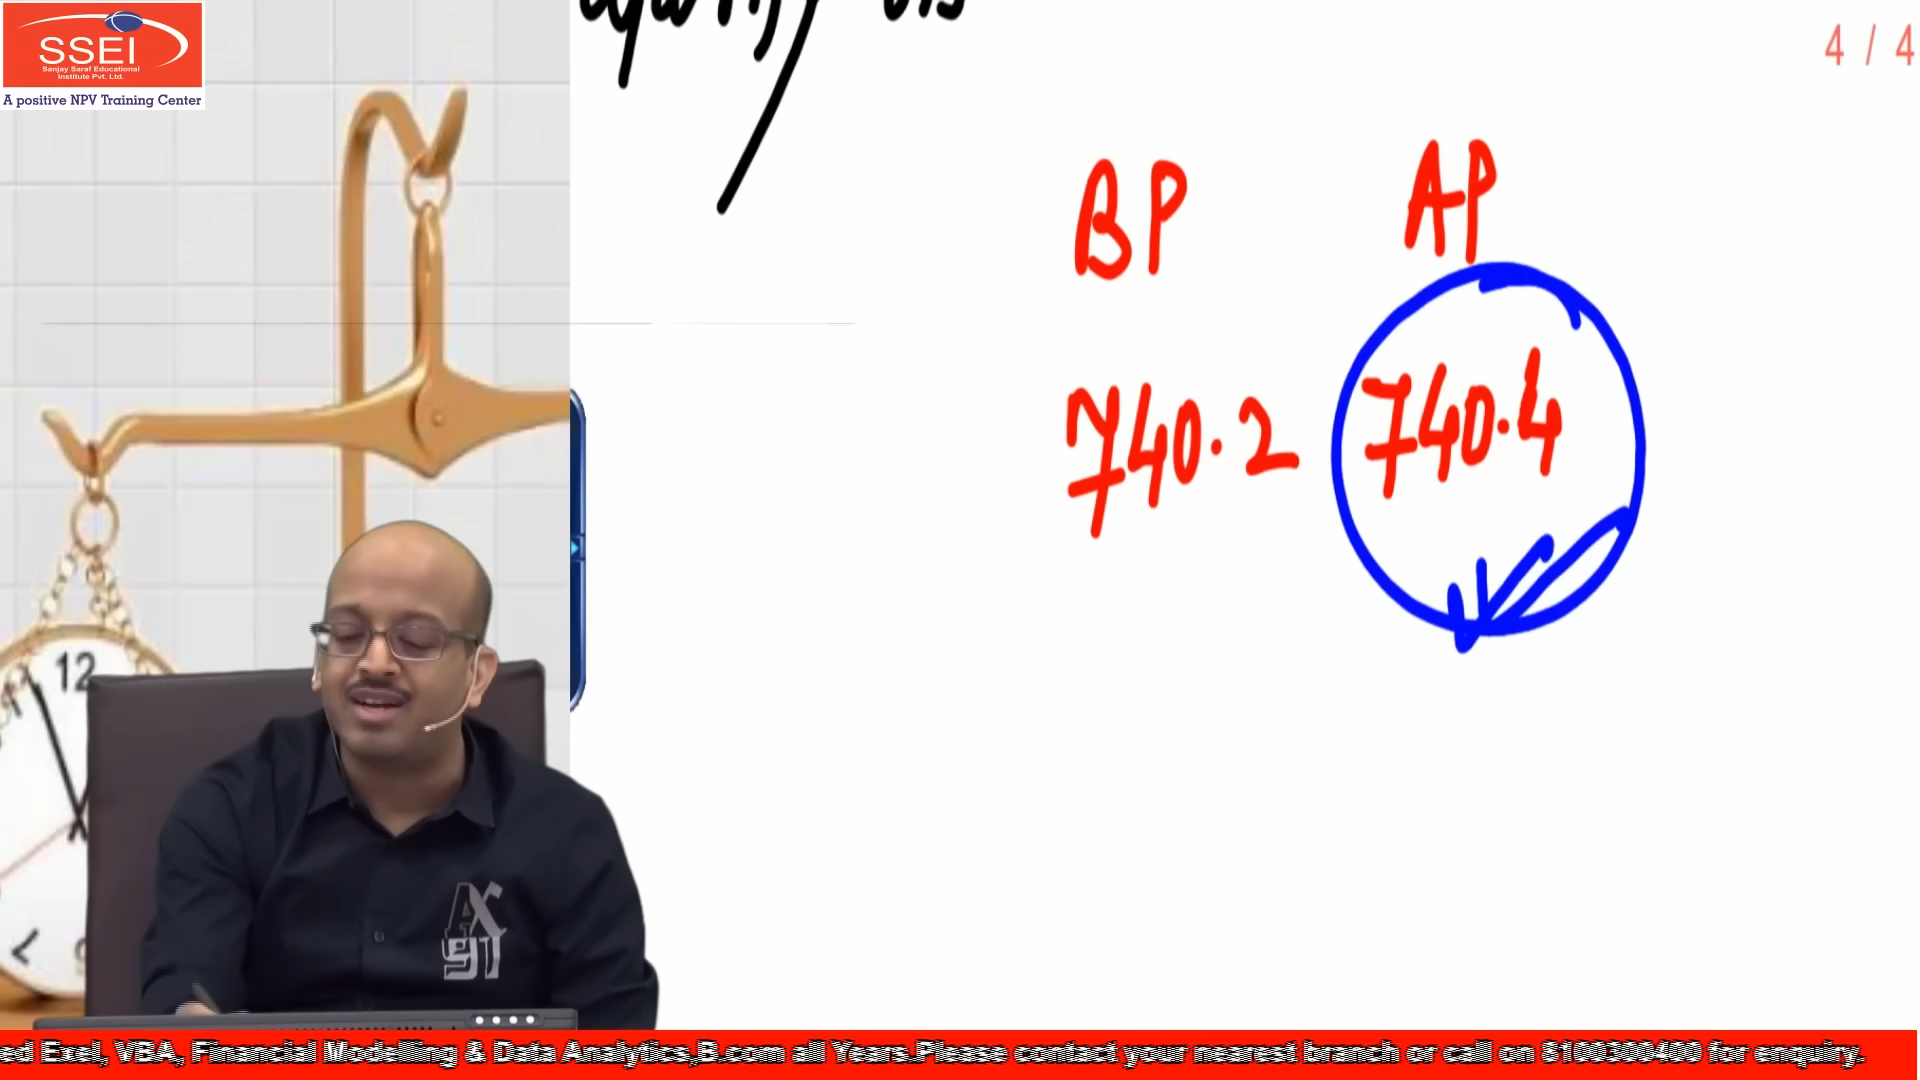 SSEI
Sanjay Saraf Educational
Institute Pvt. Ltd.
A positive NPV Training Center
4 / 4
BP AP
740.2 740.4
12
ed Exel, VBA, Financial Modelling & Data Analytics,B.com all Years.Please contact your nearest branch or call on 8100300400 for enquiry.